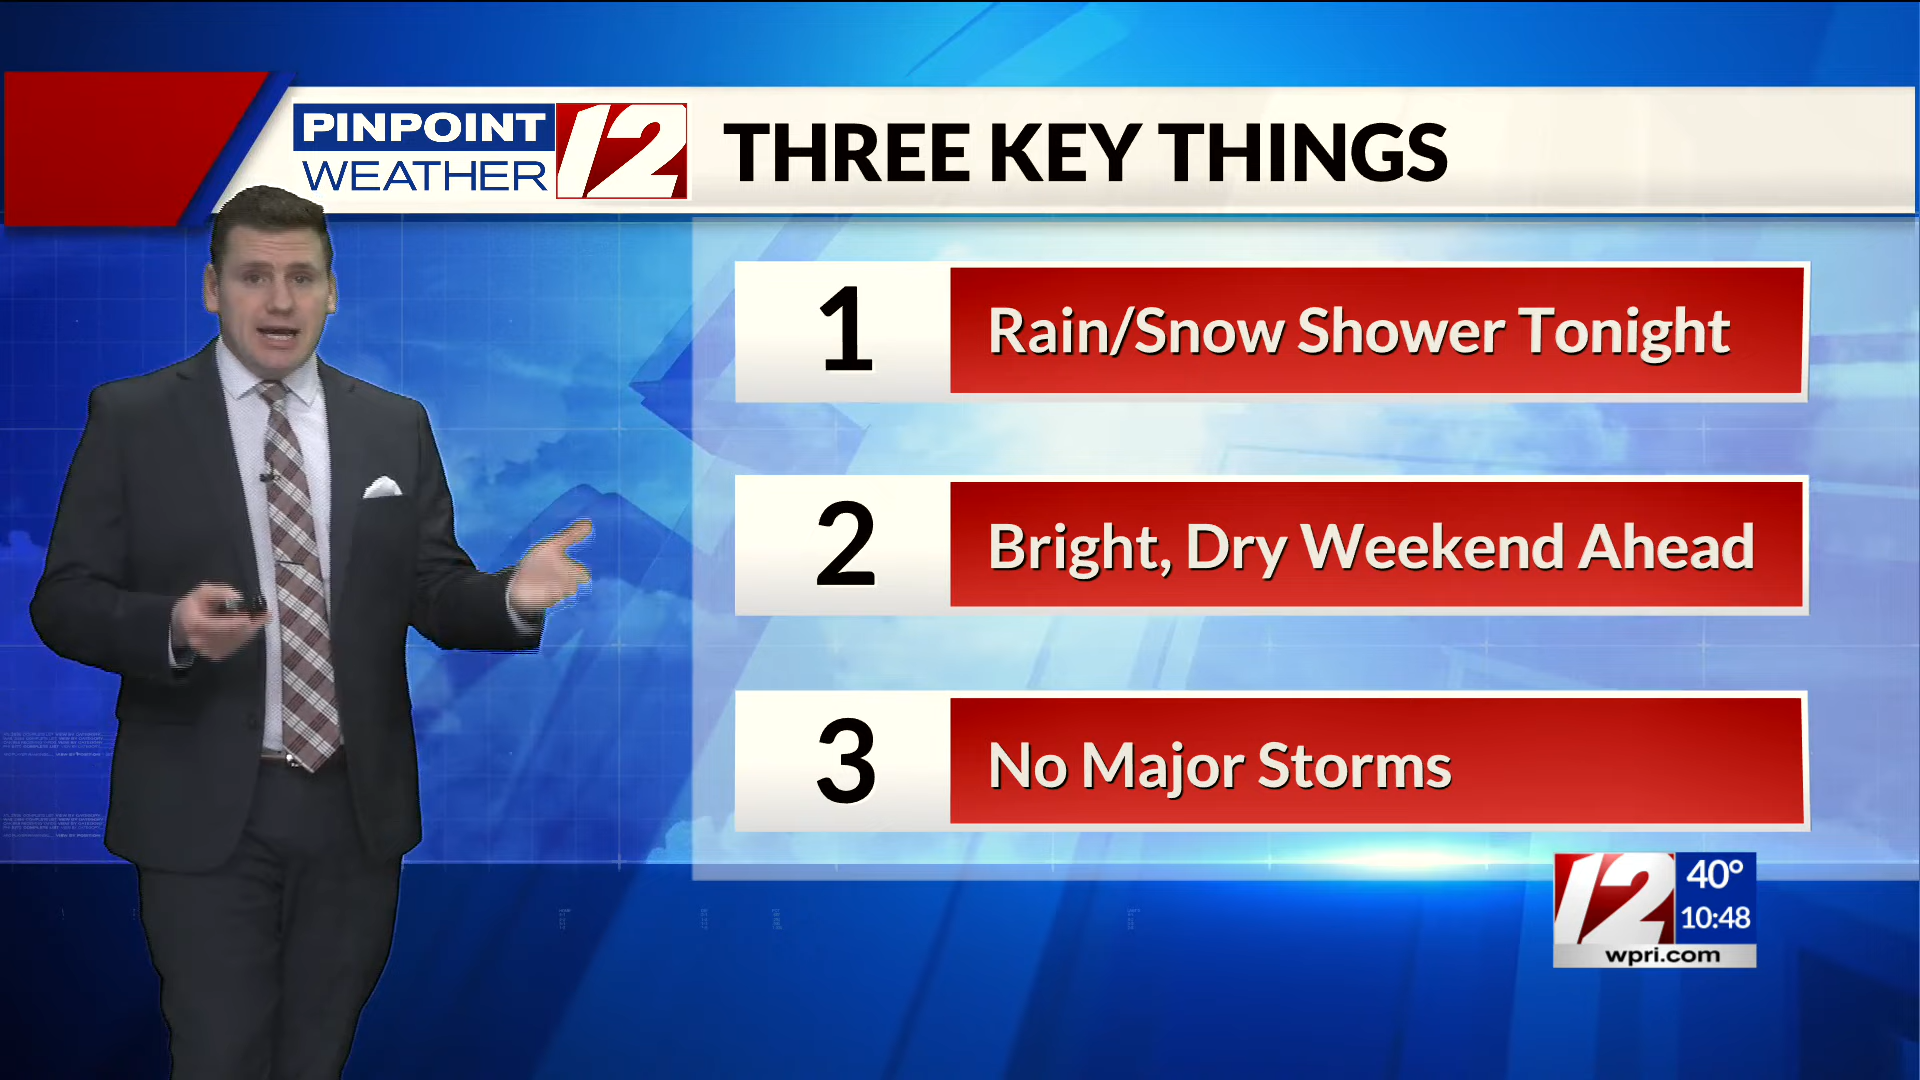 PINPOINT
WEATHER
12
THREE KEY THINGS
1
Rain/Snow Shower Tonight
2
Bright, Dry Weekend Ahead
3
No Major Storms
12
40°
10:48
wpri.com